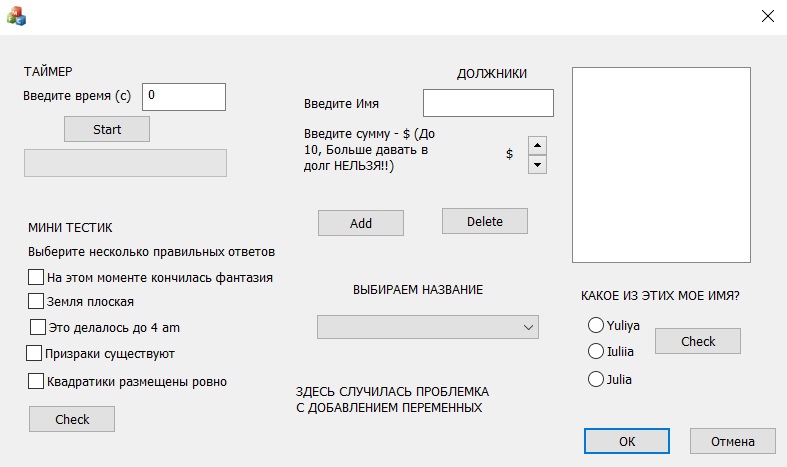 ТАЙМЕР
Введите время (с)
0
Start
ДОЛЖНИКИ
Введите Имя
Введите сумму - $ (До
10, Больше давать в
долг НЕЛЬЗЯ!!)
$
Add
Delete
МИНИ ТЕСТИК
Выберите несколько правильных ответов
На этом моменте кончилась фантазия
Земля плоская
Это делалось до 4 am
Призраки существуют
Квадратики размещены ровно
Check
ВЫБИРАЕМ НАЗВАНИЕ
ЗДЕСЬ СЛУЧИЛАСЬ ПРОБЛЕМКА
С ДОБАВЛЕНИЕМ ПЕРЕМЕННЫХ
КАКОЕ ИЗ ЭТИХ МОЕ ИМЯ?
Yuliya
Iuliia
Julia
Check
ОК
Отмена